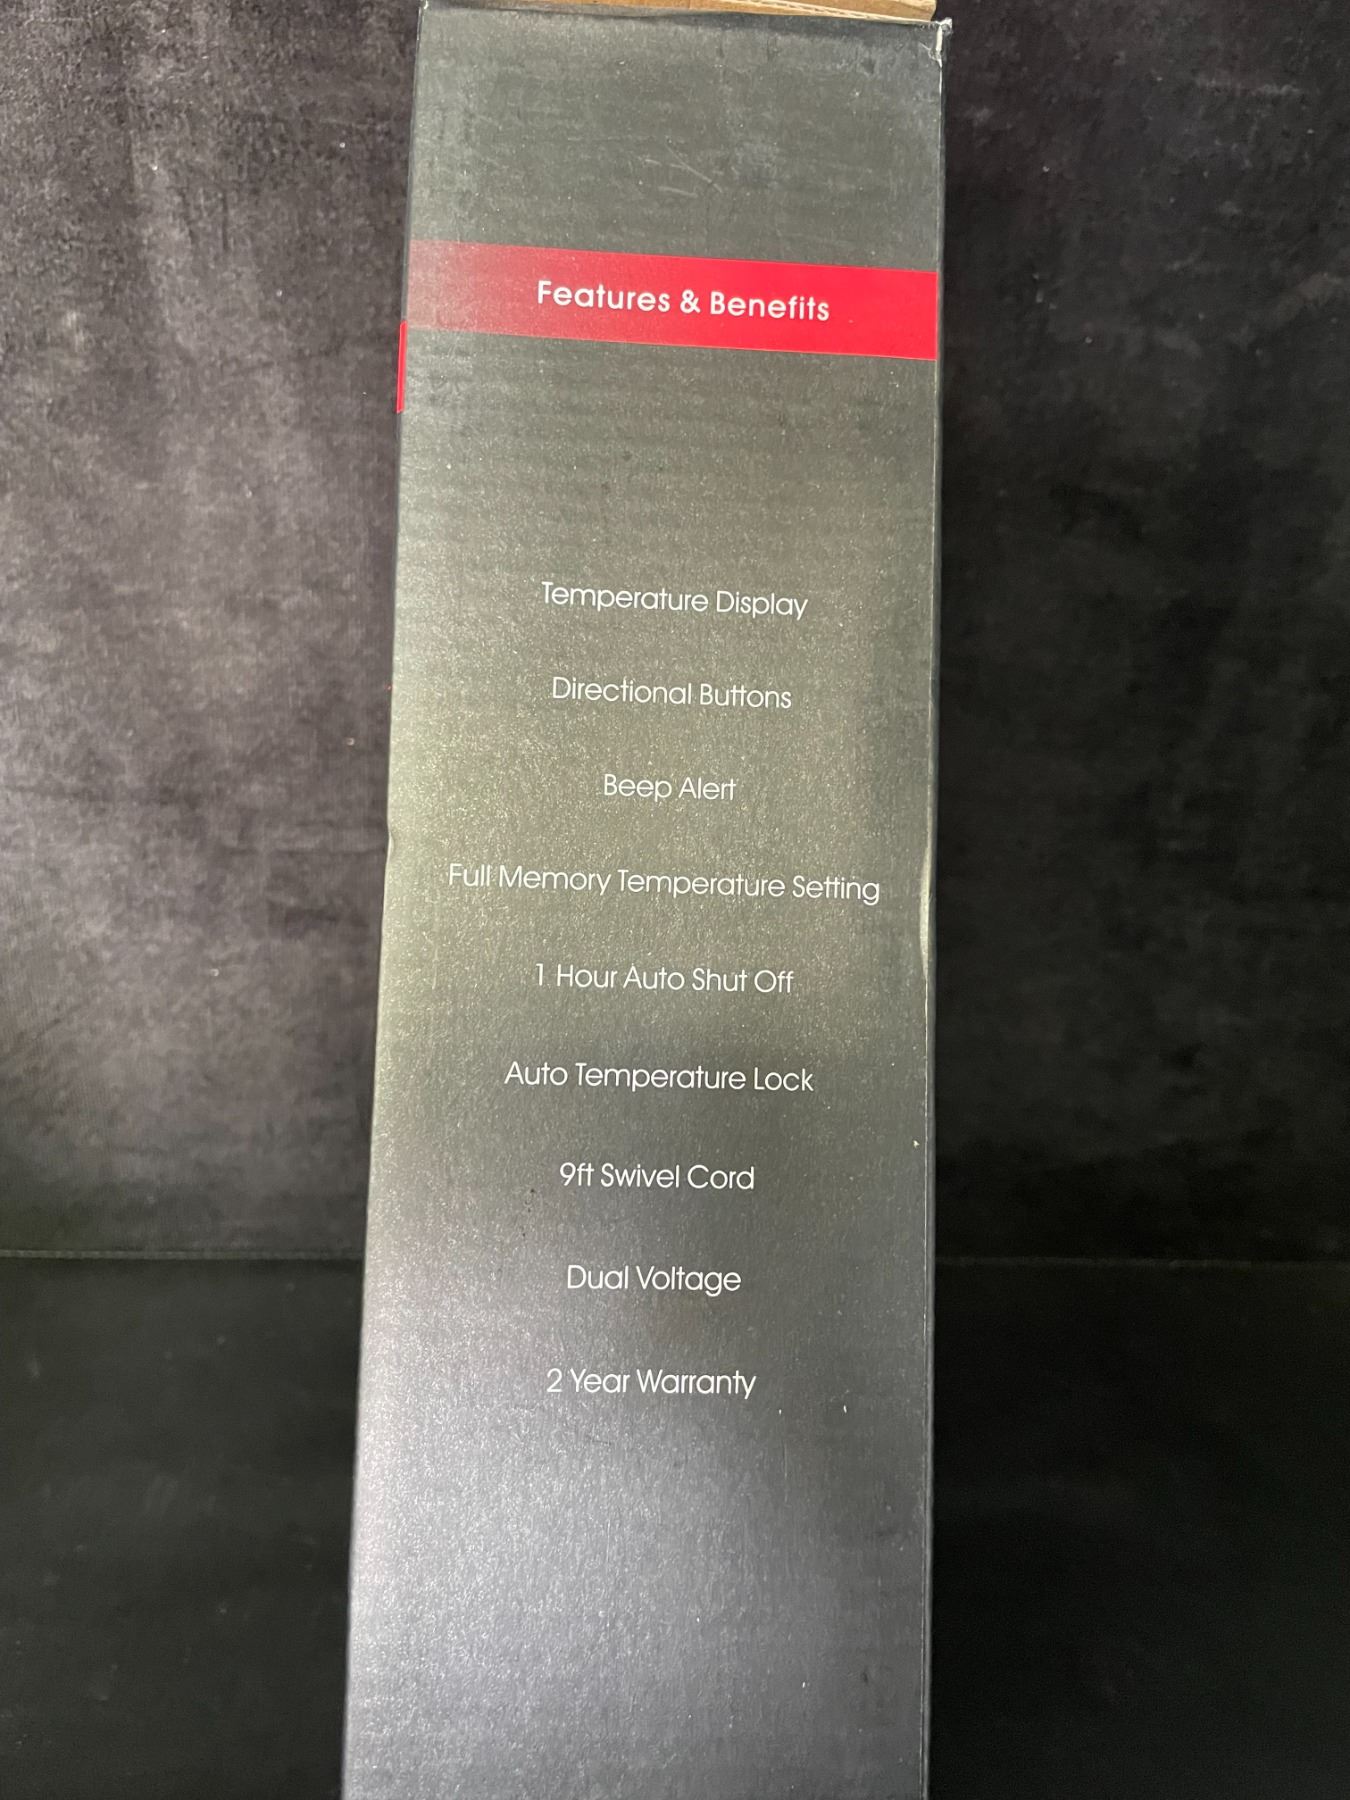 Features & Benefits
Temperature Display
Directional Buttons
Beep Alert
Full Memory Temperature Setting
1 Hour Auto Shut Off
Auto Temperature Lock
9ft Swivel Cord
Dual Voltage
2 Year Warranty